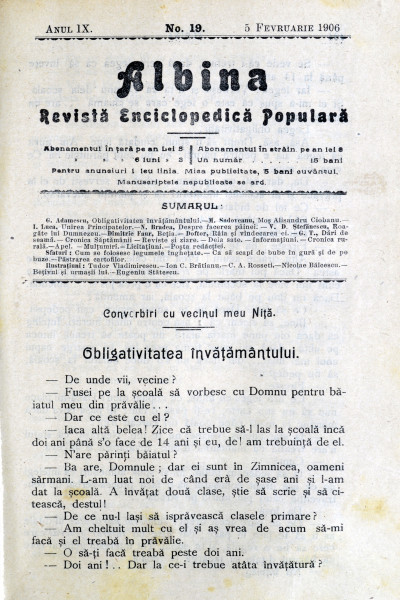 ANUL IX. No. 19. 5 FEVRUARIE 1906
Albina
Revistă Enciclopedică Populară
Abonamentul în țară pe an Lei 5 | Abonamentul în străin. pe an lei 8
„ „ „ 6 luni „ 3 | Un număr . . . . . 15 bani
Pentru anunciuri 1 leu linia. Mica publicitate, 5 bani cuvântul.
Manuscriptele nepublicate se ard.
SUMARUL:
G. Adamescu, Obligativitatea învățământului.—M. Sadoveanu, Moș Alisandru Ciobanu.—
I. Luca, Unirea Principatelor.—N. Bradea, Despre facerea pâinei.— V. D. Ștefănescu, Roa-
găte lui Dumnezeu.—Dimitrie Faur, Beția.— Doftor, Râia și vindecarea ei.— G. T., Dări de
seamă.— Cronica Săptămânii — Reviste și ziare.— Dela sate. — Informațiuni. — Cronica ru-
rală.—Apel. — Mulțumiri.—Licitațiuni.—Poșta redacției.
Sfaturi: Cum se folosesc legumele înghețate.— Ca să scapi de bube în gură și de pe
buze.—Păstrarea cartofilor.
Ilustrațiuni: Tudor Vladimirescu.— Ion C. Brătianu.— C. A. Rosseti.—Nicolae Bălcescu.—
Bețivul și urmașii lui.—Eugeniu Stătescu.
Convorbiri cu vecinul meu Niță.
Obligativitatea învățământului.
— De unde vii, vecine?
— Fusei pe la școală să vorbesc cu Domnu pentru bă-
iatul meu din prăvălie...
— Dar ce este cu el?
— Iaca altă belea! Zice că trebue să-l las la școală încă
doi ani până s'o face de 14 ani și eu, de! am trebuință de el.
— N'are părinți băiatul?
— Ba are, Domnule; dar ei sunt în Zimnicea, oameni
sărmani. L-am luat noi de când eră de șase ani și l-am
dat la școală. A învățat două clase, știe să scrie și să ci-
tească, destul!
— De ce nu-l lași să isprăvească clasele primare?
— Am cheltuit mult cu el și aș vrea de acum să-mi
facă și el treabă în prăvălie.
— O să-ți facă treabă peste doi ani.
— Doi ani!.. Dar la ce-i trebue atâta învățătură?